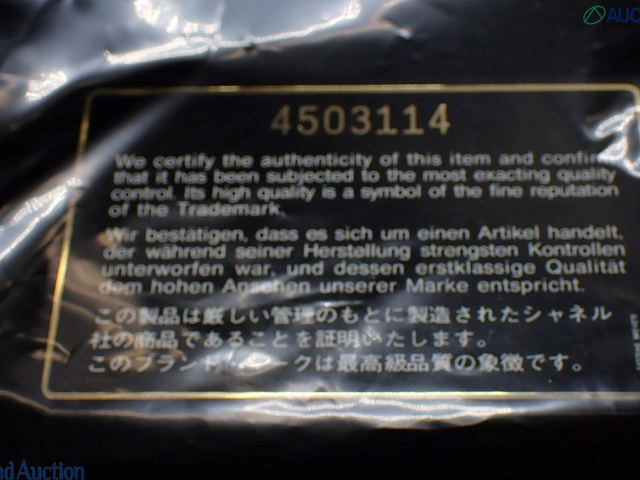 AUC
4503114
We certify the authenticity of this item and confirm
that it has been subjected to the most exacting quality
control. Its high quality is a symbol of the fine reputation
of the Trademark.
Wir bestätigen, dass es sich um einen Artikel handelt,
der während seiner Herstellung strengsten Kontrollen
unterworfen war, und dessen erstklassige Qualität
dem hohen Ansehen unserer Marke entspricht.
この製品は厳しい管理のもとに製造されたシャネル
社の商品であることを証明いたします。
このブランドマークは最高級品質の象徴です。
nd Auction